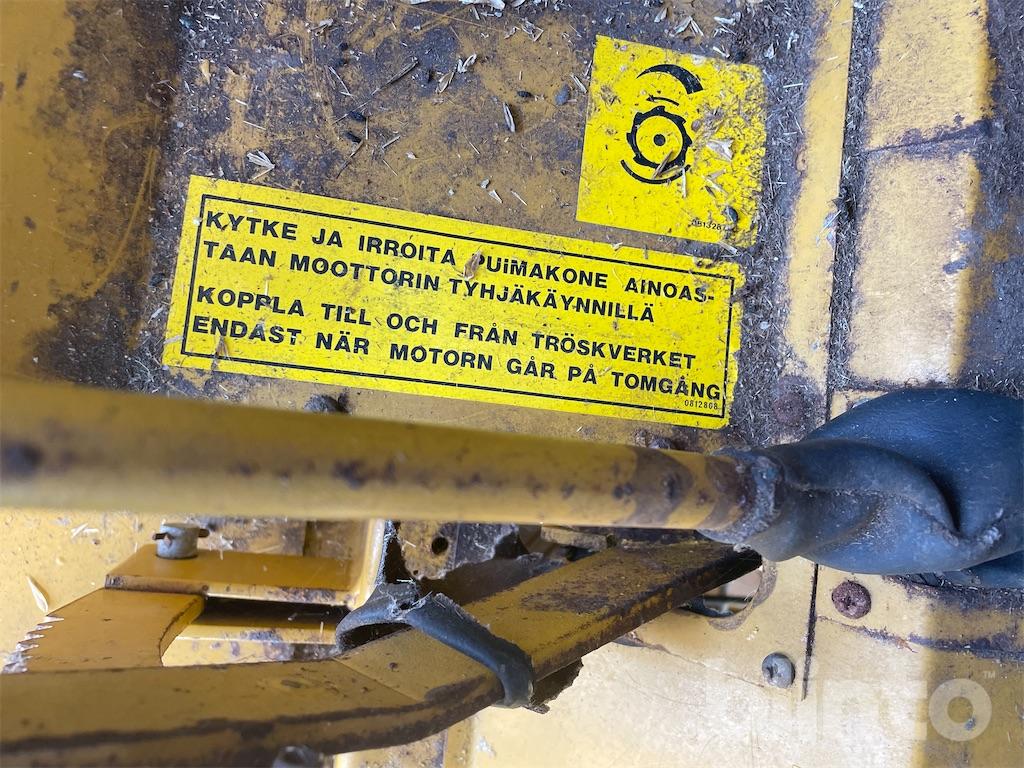 KYTKE JA IRROITA PUIMAKONE AINOAS-
TAAN MOOTTORIN TYHJÄKÄYNNILLÄ
KOPPLA TILL OCH FRÅN TRÖSKVERKET
ENDAST NÄR MOTORN GÅR PÅ TOMGÅNG
0812868